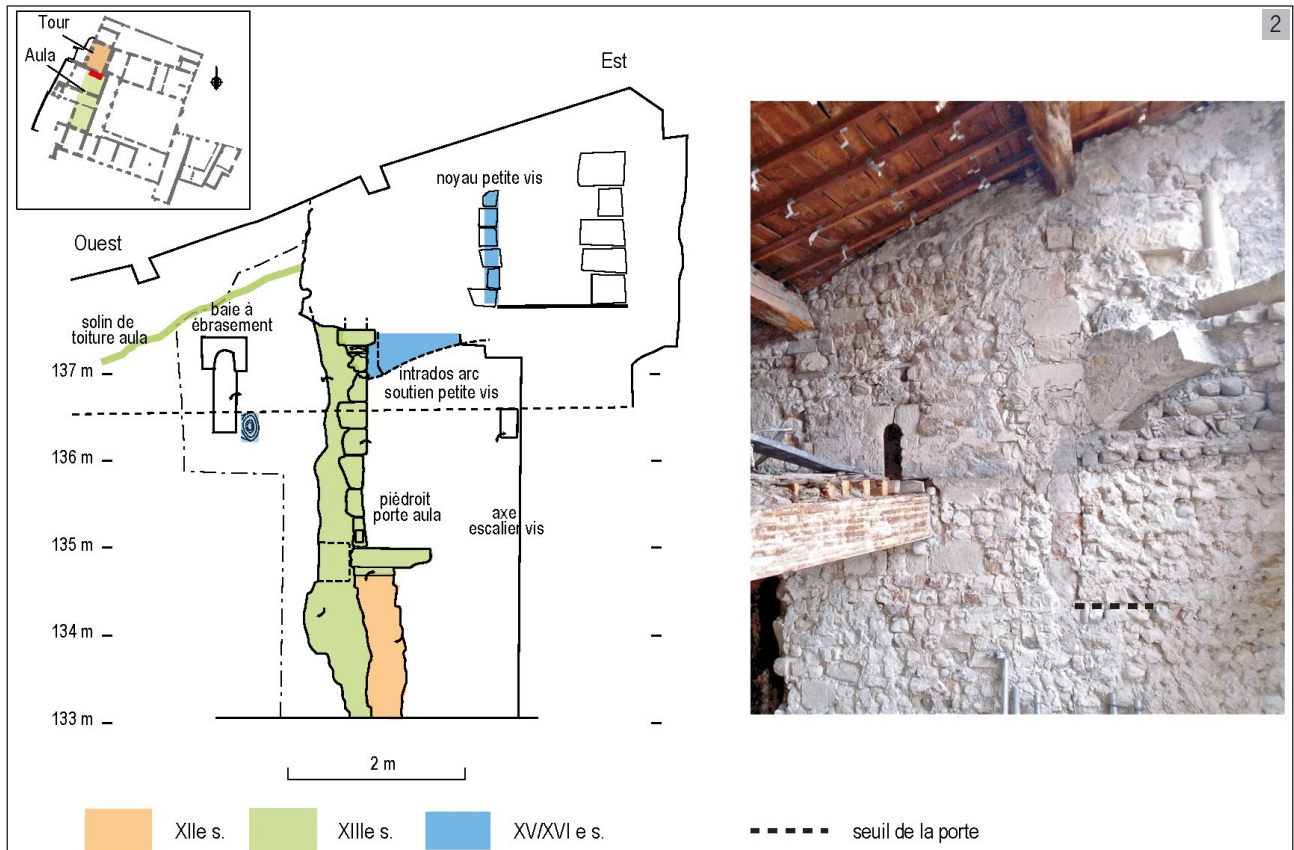 2
Tour
Aula
Est
Ouest
noyau petite vis
baie à
ébrasement
solin de
toiture aula
137 m
intrados arc
soutien petite vis
136 m
piédroit
porte aula
axe
escalier vis
135 m
134 m
133 m
2 m
XIIe s.
XIIIe s.
XV/XVI e s.
seuil de la porte